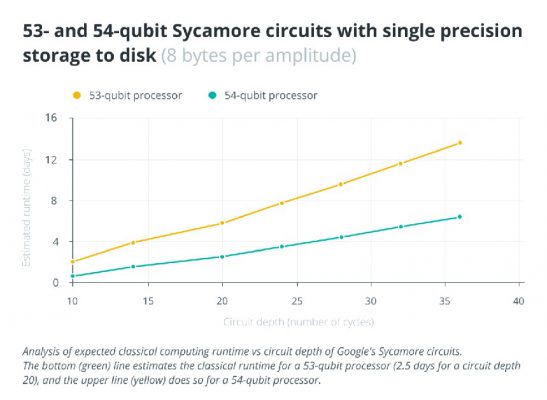 53- and 54-qubit Sycamore circuits with single precision
storage to disk (8 bytes per amplitude)
53-qubit processor 54-qubit processor
16
12
8
4
0
Estimated runtime (days)
10 15 20 25 30 35 40
Circuit depth (number of cycles)
Analysis of expected classical computing runtime vs circuit depth of Google's Sycamore circuits.
The bottom (green) line estimates the classical runtime for a 53-qubit processor (2.5 days for a circuit depth
20), and the upper line (yellow) does so for a 54-qubit processor.